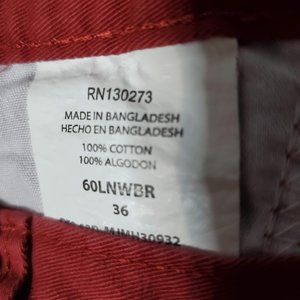 RN130273
MADE IN BANGLADESH
HECHO EN BANGLADESH
100% COTTON
100% ALGODON
60LNWBR
36